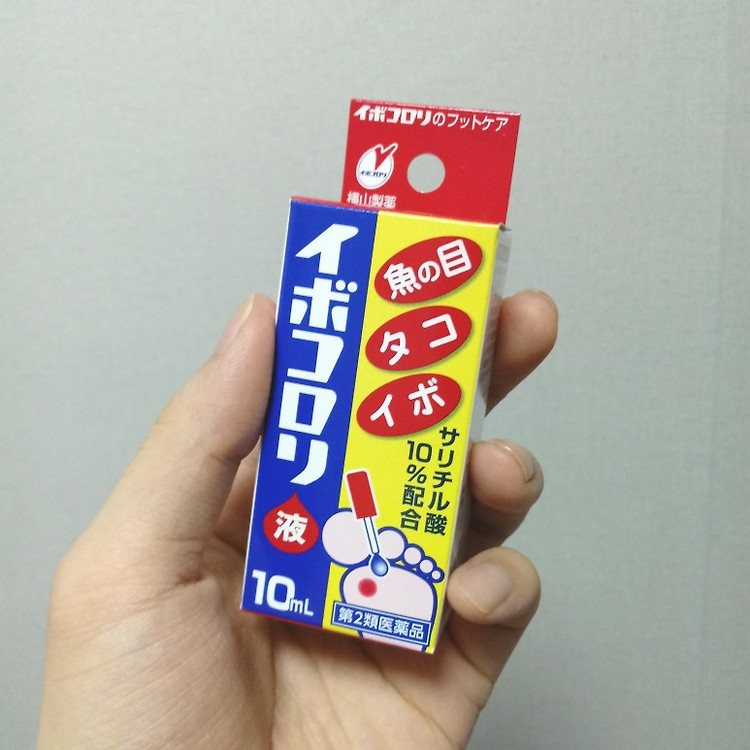 イボコロリのフットケア
イボコロリ
横山製薬
イボコロリ
液
10mL
魚の目
タコ
イボ
サリチル酸
10%配合
第2類医薬品